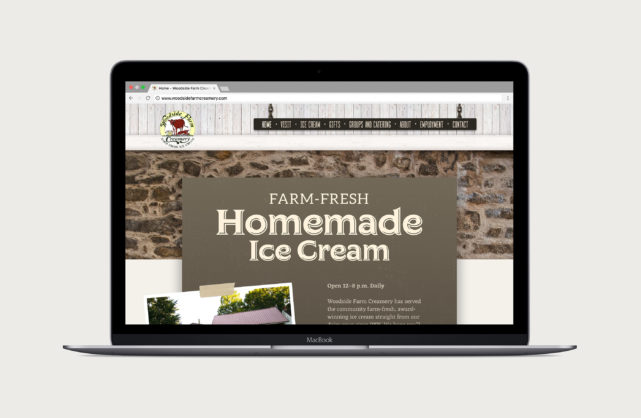 Home - Woodside Farm Cream
www.woodsidefarmcreamery.com
Woodside Farm
Creamery
HOME • VISIT • ICE CREAM • GIFTS • GROUPS AND CATERING • ABOUT • EMPLOYMENT • CONTACT
FARM-FRESH
Homemade
Ice Cream
Open 12–8 p.m. Daily
Woodside Farm Creamery has served
the community farm-fresh, award-
winning ice cream straight from our
MacBook